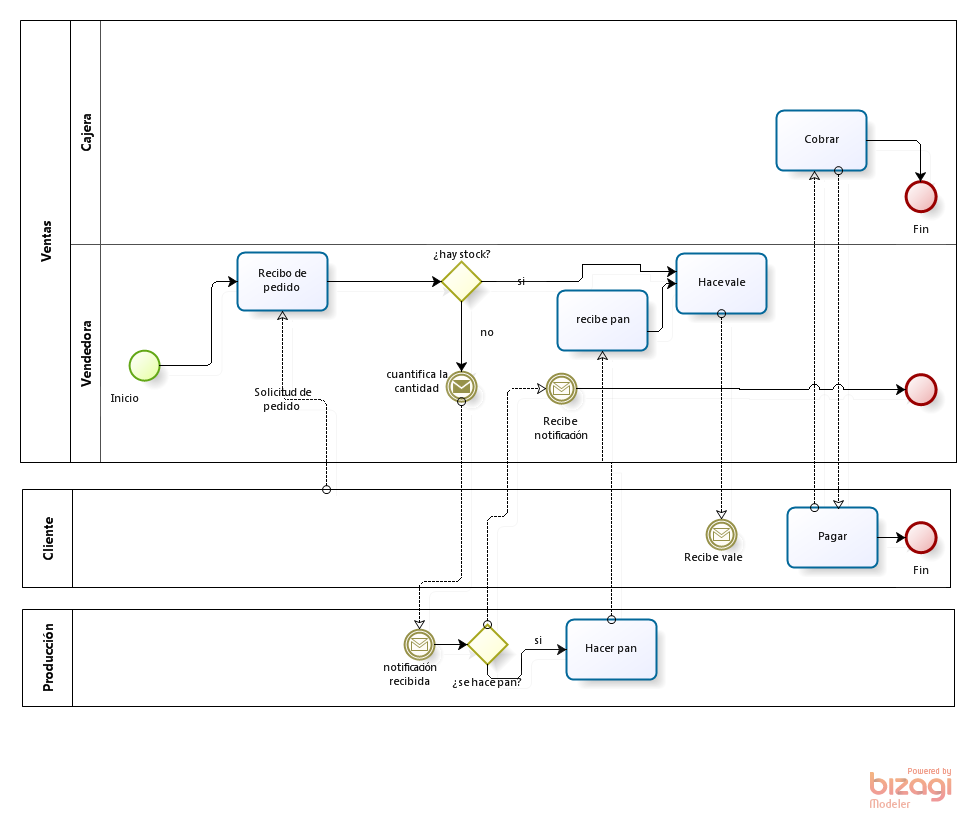 Ventas
Cajera
Cobrar
Fin
Vendedora
Inicio
Recibo de
pedido
Solicitud de
pedido
¿hay stock?
si
no
cuantifica la
cantidad
Recibe
notificación
recibe pan
Hace vale
Cliente
Recibe vale
Pagar
Fin
Producción
notificación
recibida
¿se hace pan?
si
Hacer pan
Powered by
bizagi
Modeler